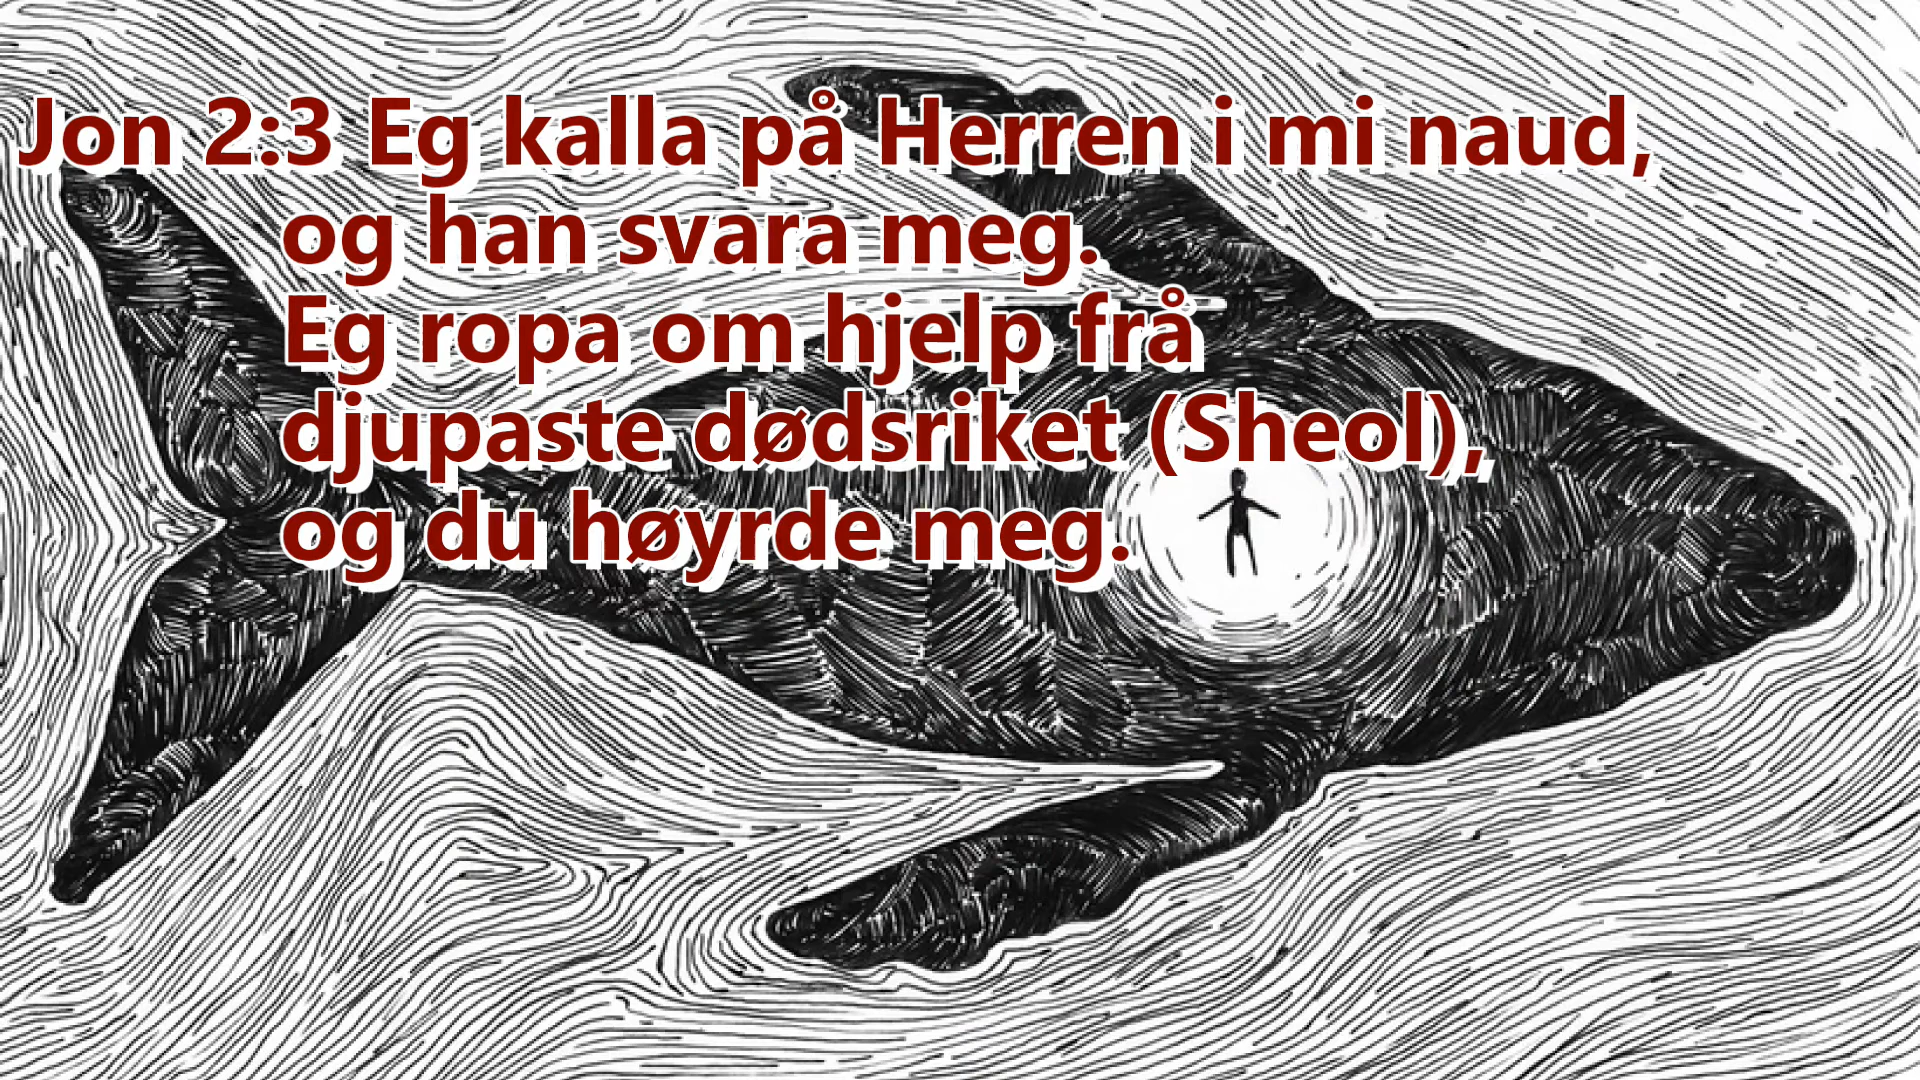 Jon 2:3 Eg kalla på Herren i mi naud,
og han svara meg.
Eg ropa om hjelp frå
djupaste dødsriket (Sheol),
og du høyrde meg.